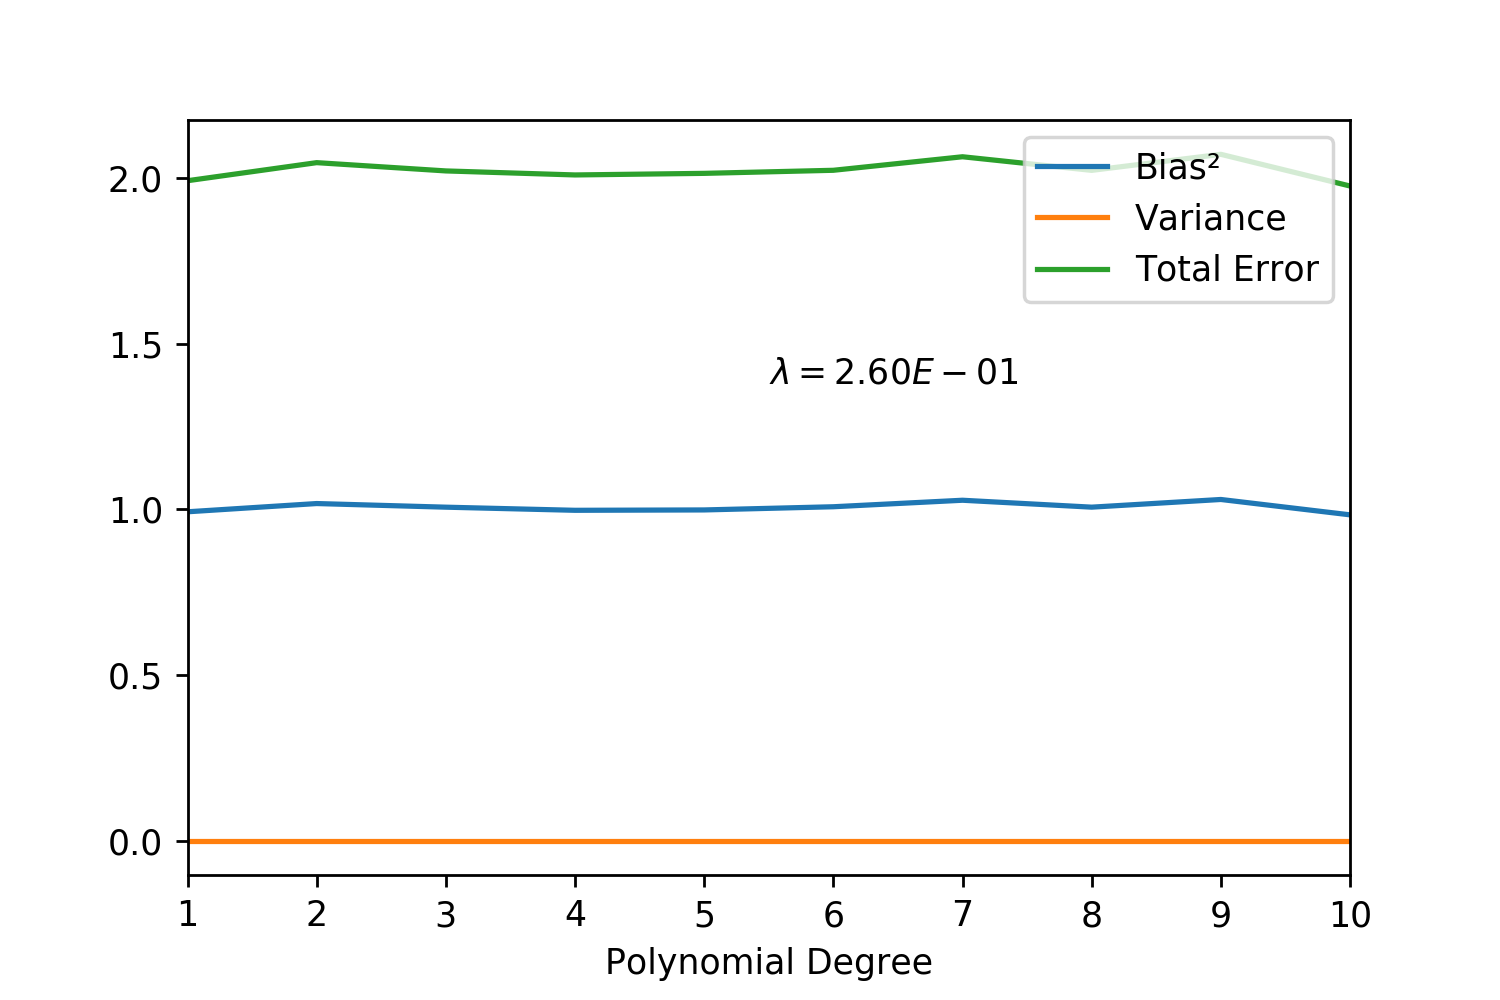 2.0
1.5
1.0
0.5
0.0
Bias²
Variance
Total Error
λ = 2.60E − 01
1 2 3 4 5 6 7 8 9 10
Polynomial Degree